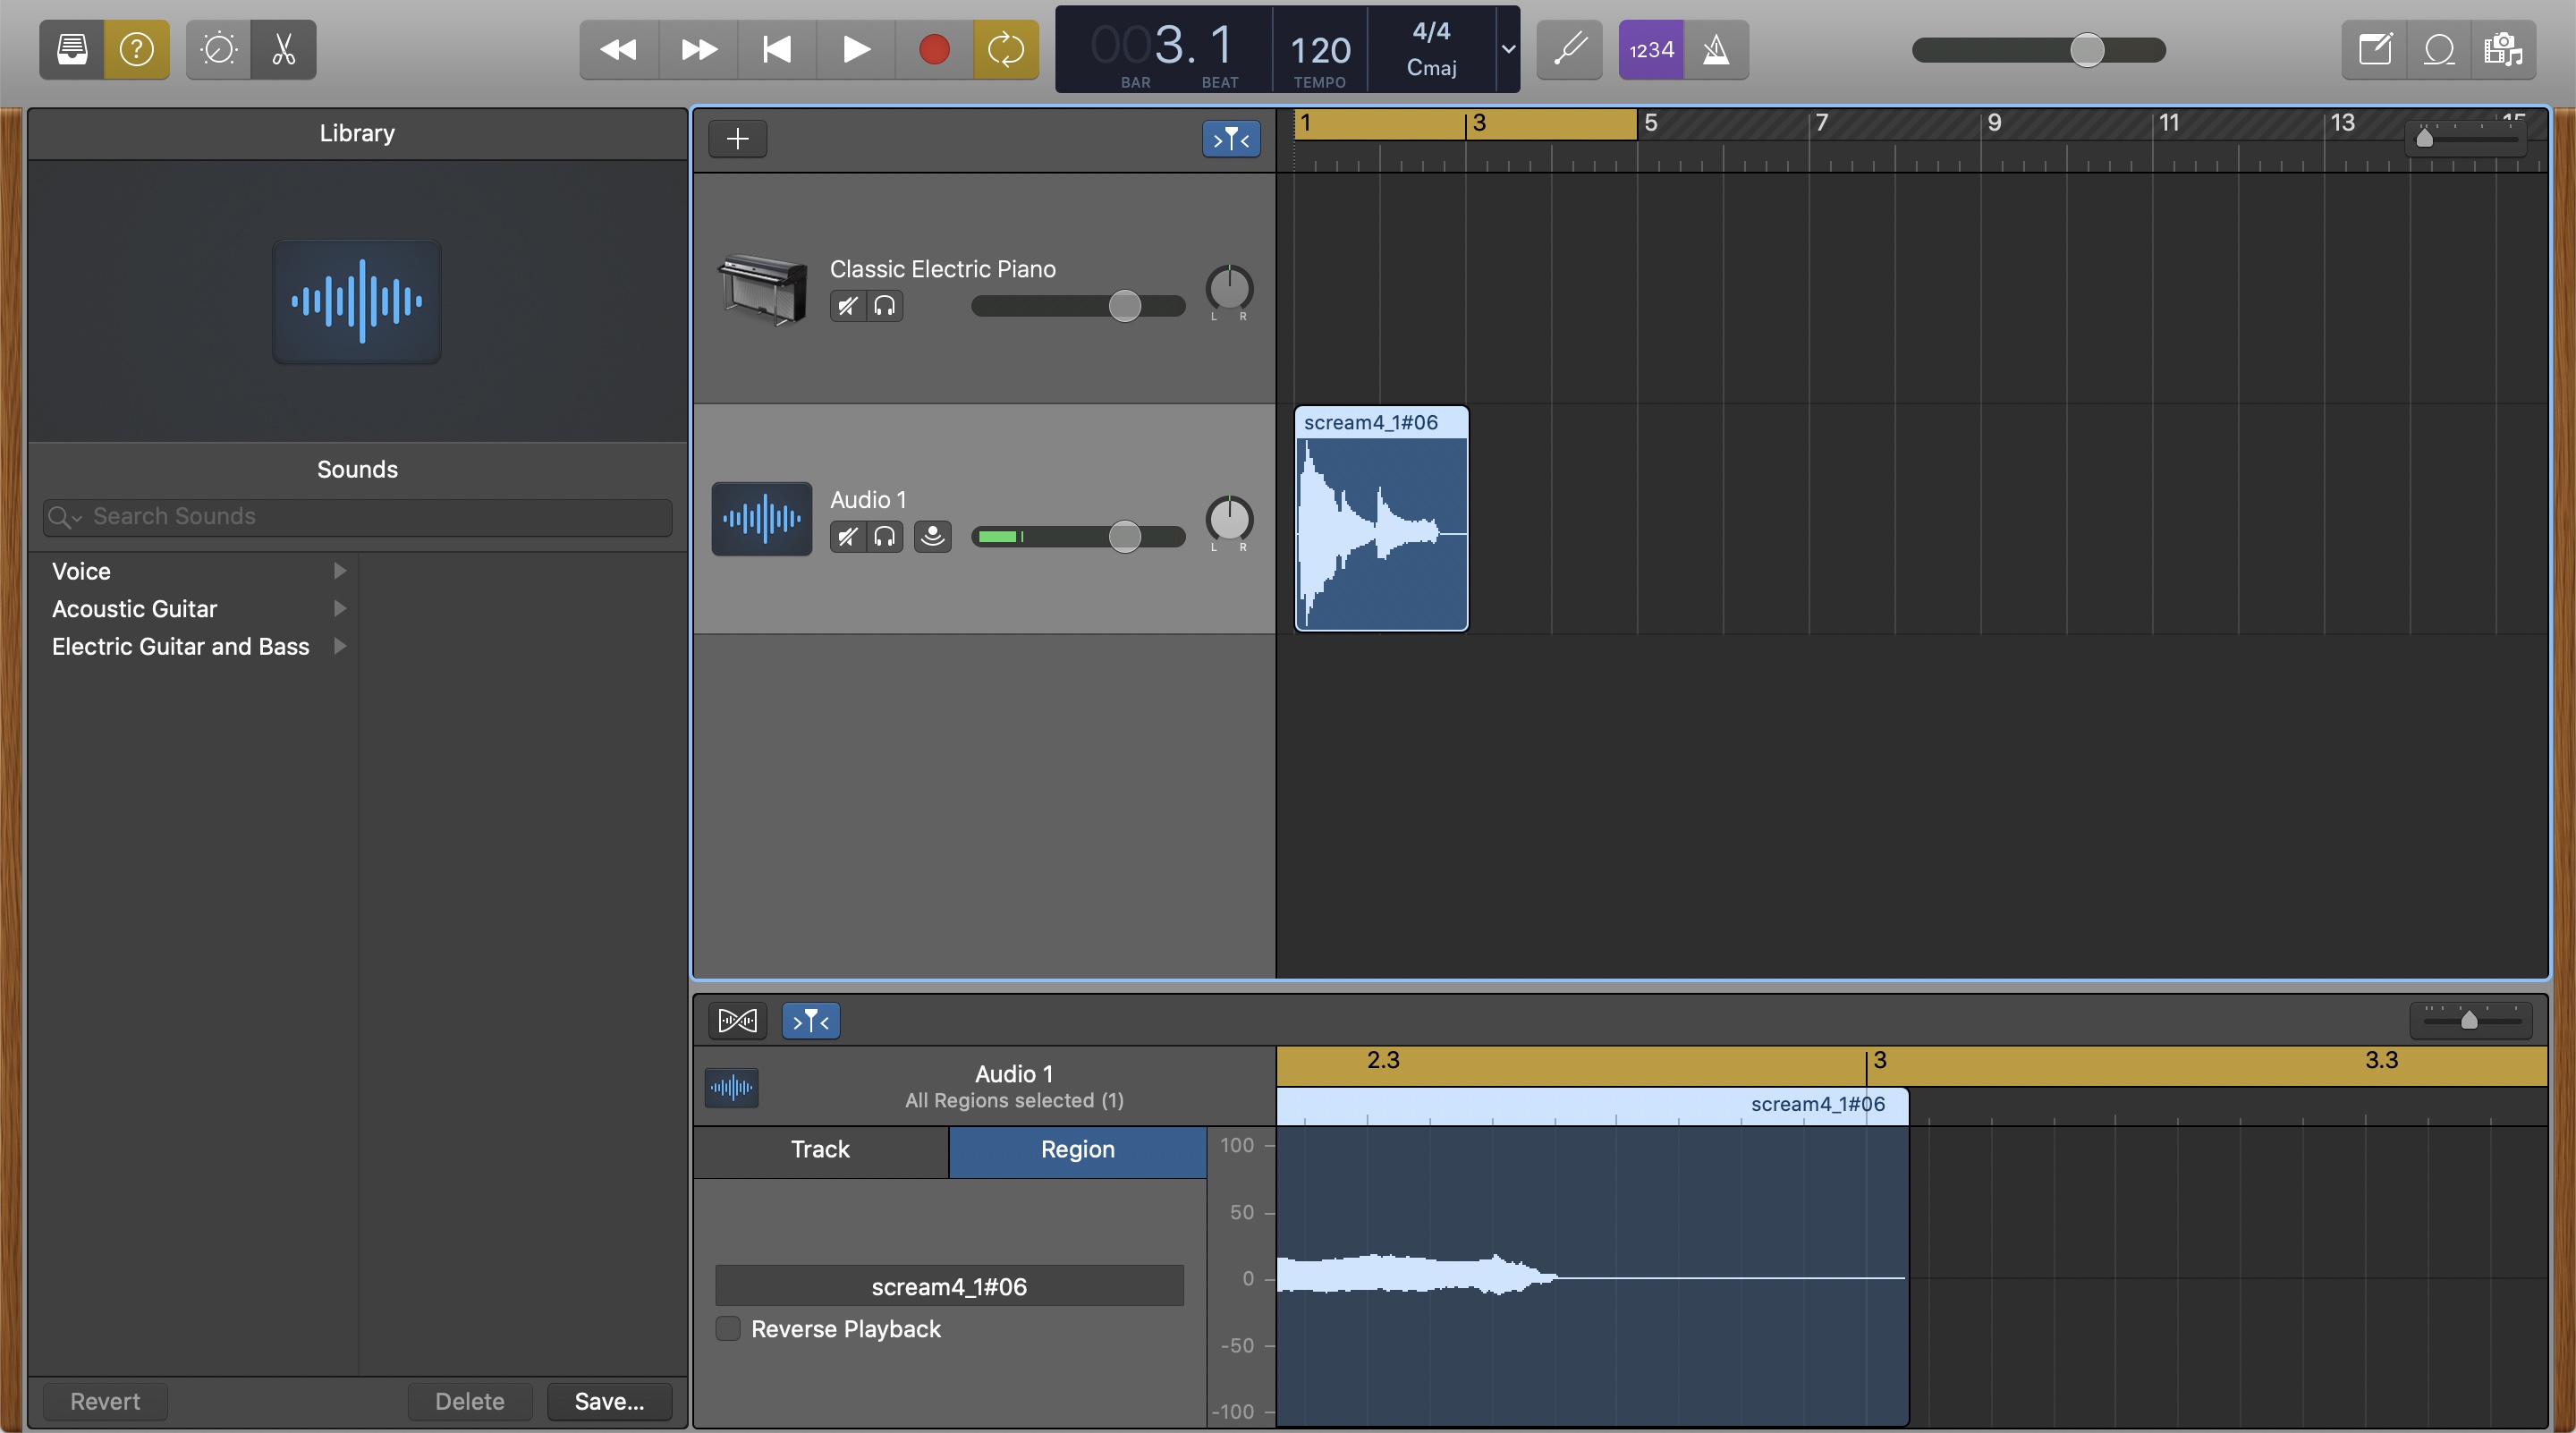 003. 1
BAR BEAT
120
TEMPO
4/4
Cmaj
1234
Library
Sounds
Search Sounds
Voice
Acoustic Guitar
Electric Guitar and Bass
Revert
Delete
Save...
1 3 5 7 9 11 13 15
Classic Electric Piano
L R
Audio 1
L R
scream4_1#06
Audio 1
All Regions selected (1)
Track
Region
scream4_1#06
Reverse Playback
2.3 3 3.3
scream4_1#06
100
50
0
-50
-100